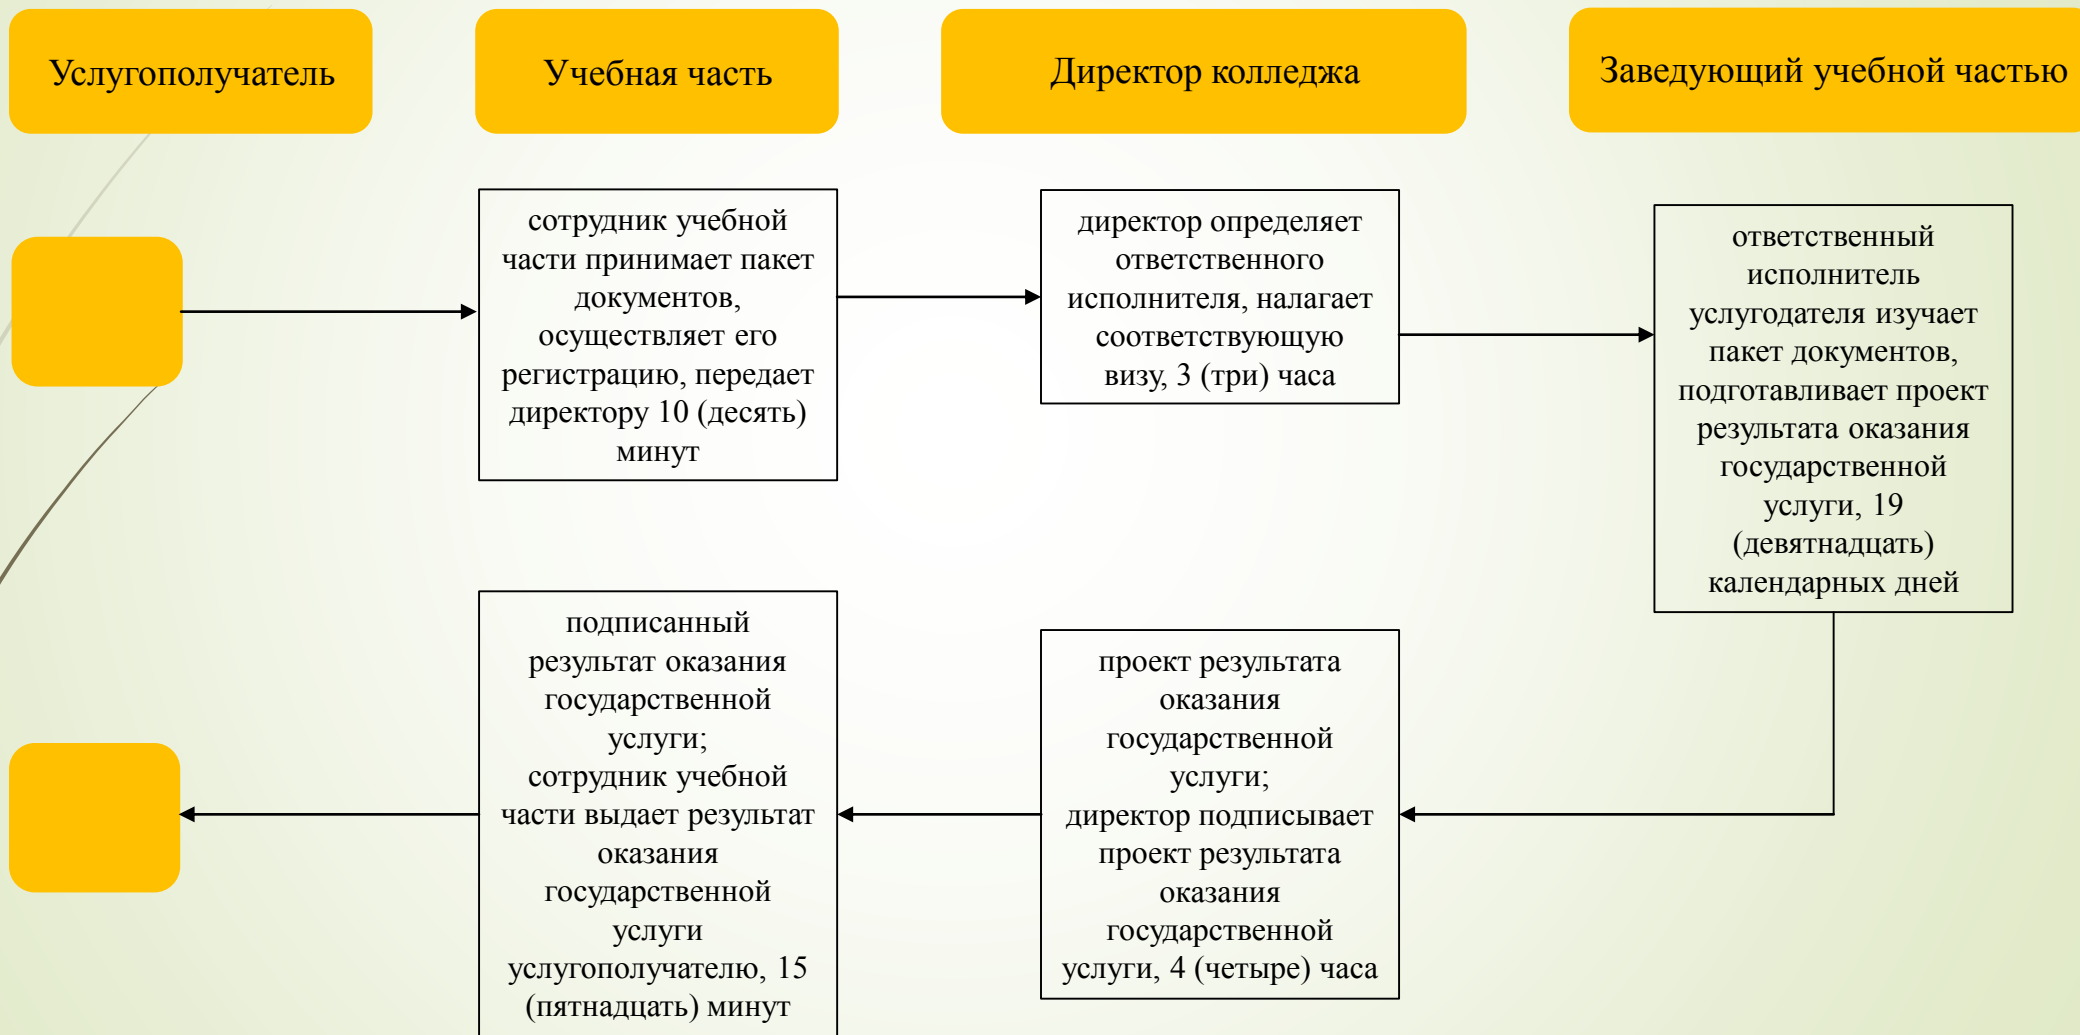 Услугополучатель
Учебная часть
Директор колледжа
Заведующий учебной частью
сотрудник учебной
части принимает пакет
документов,
осуществляет его
регистрацию, передает
директору 10 (десять)
минут
директор определяет
ответственного
исполнителя, налагает
соответствующую
визу, 3 (три) часа
ответственный
исполнитель
услугодателя изучает
пакет документов,
подготавливает проект
результата оказания
государственной
услуги, 19
(девятнадцать)
календарных дней
подписанный
результат оказания
государственной
услуги;
сотрудник учебной
части выдает результат
оказания
государственной
услуги
услугополучателю, 15
(пятнадцать) минут
проект результата
оказания
государственной
услуги;
директор подписывает
проект результата
оказания
государственной
услуги, 4 (четыре) часа